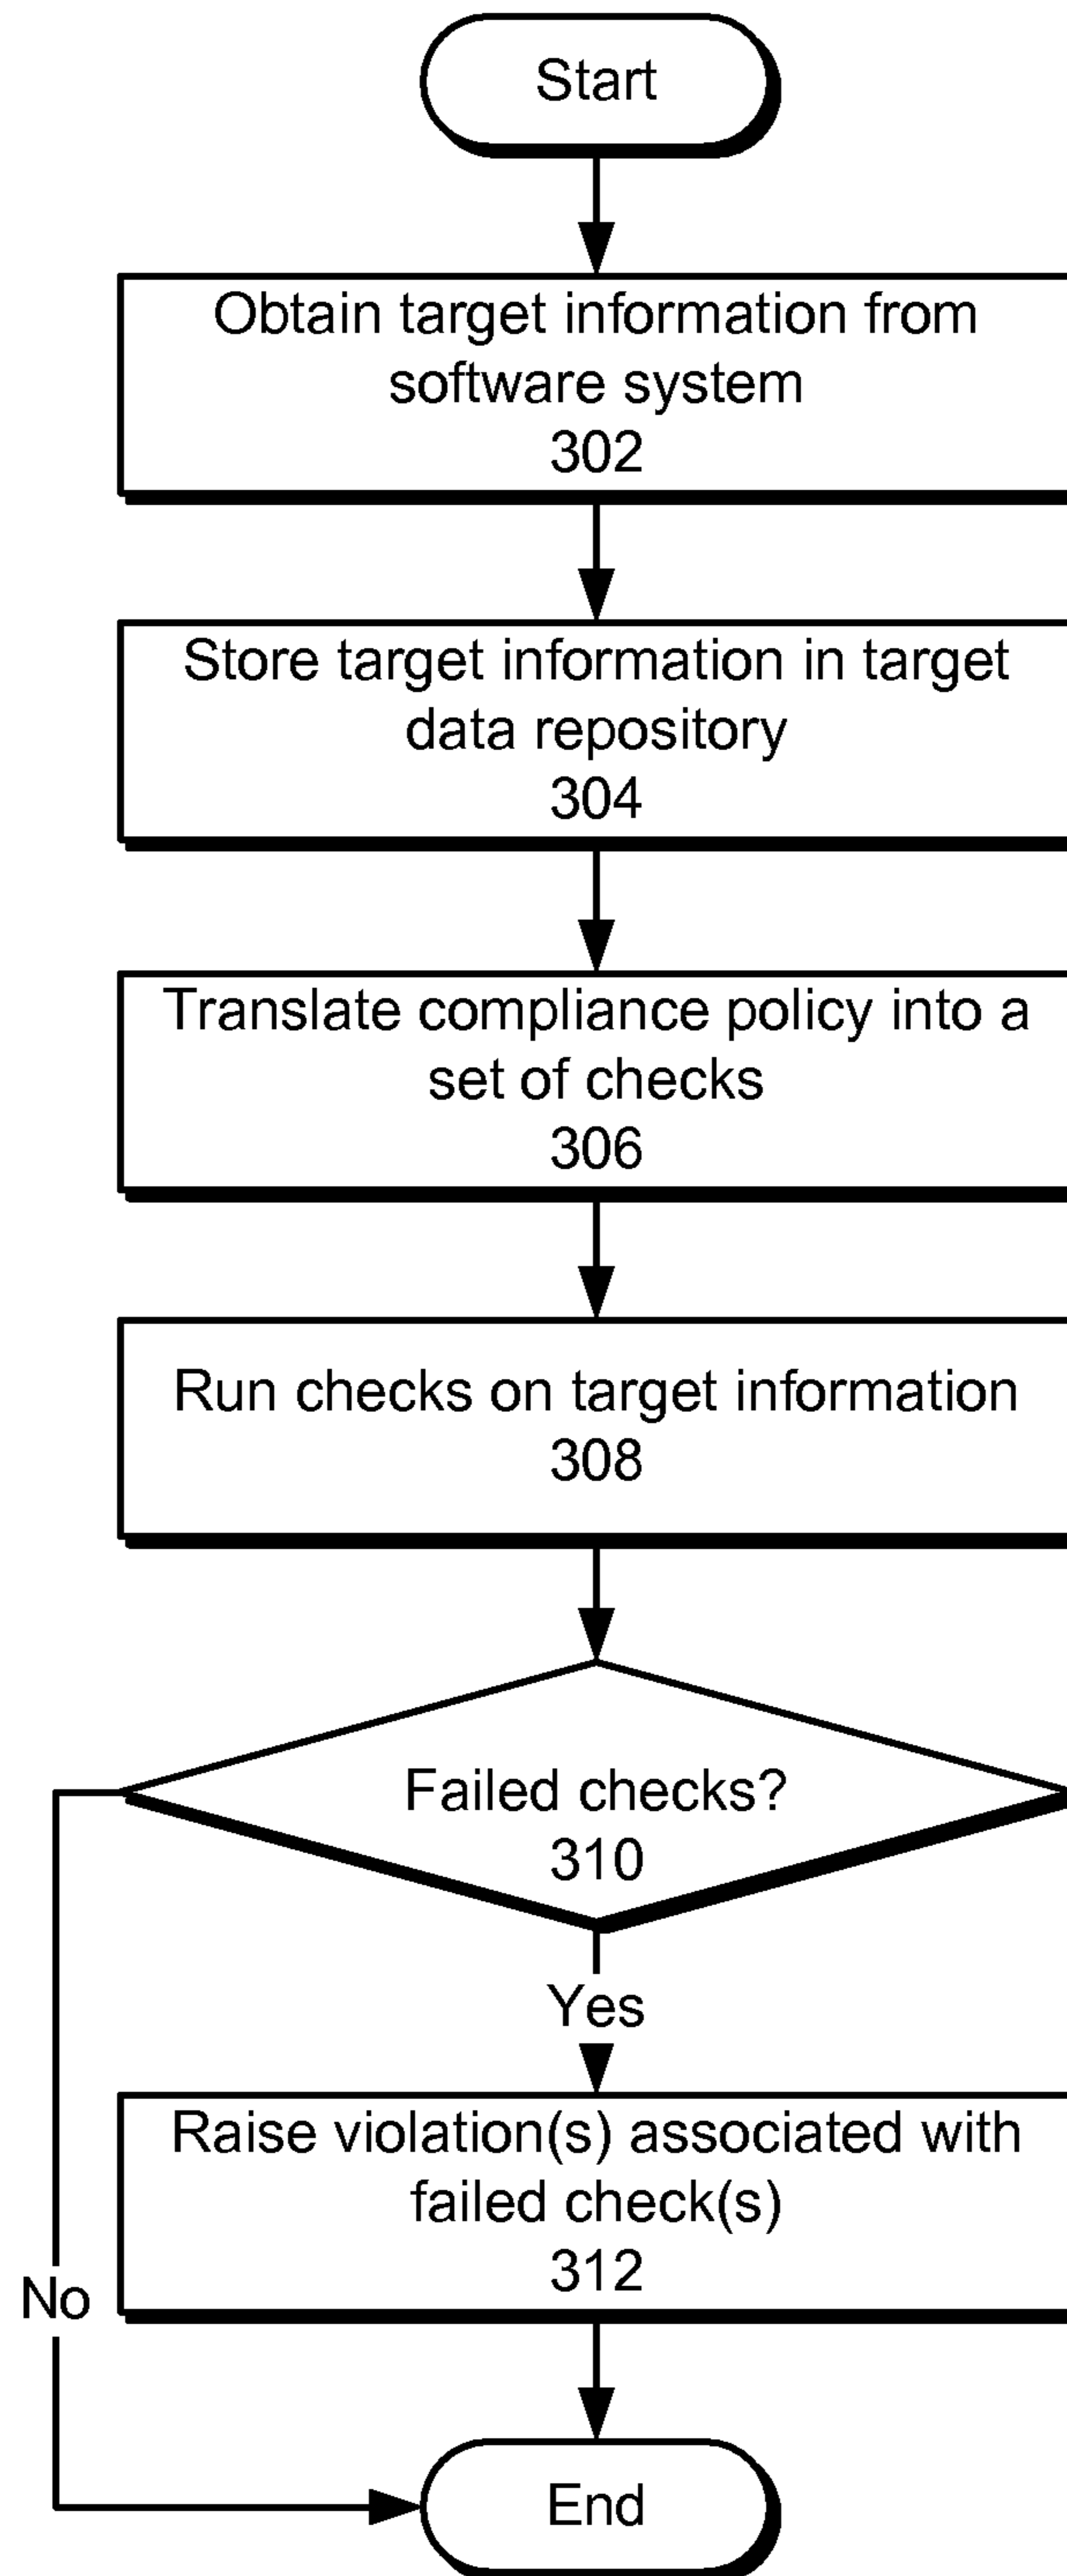 Start
Obtain target information from
software system
302
Store target information in target
data repository
304
Translate compliance policy into a
set of checks
306
Run checks on target information
308
Failed checks?
310
Yes
Raise violation(s) associated with
failed check(s)
312
No
End